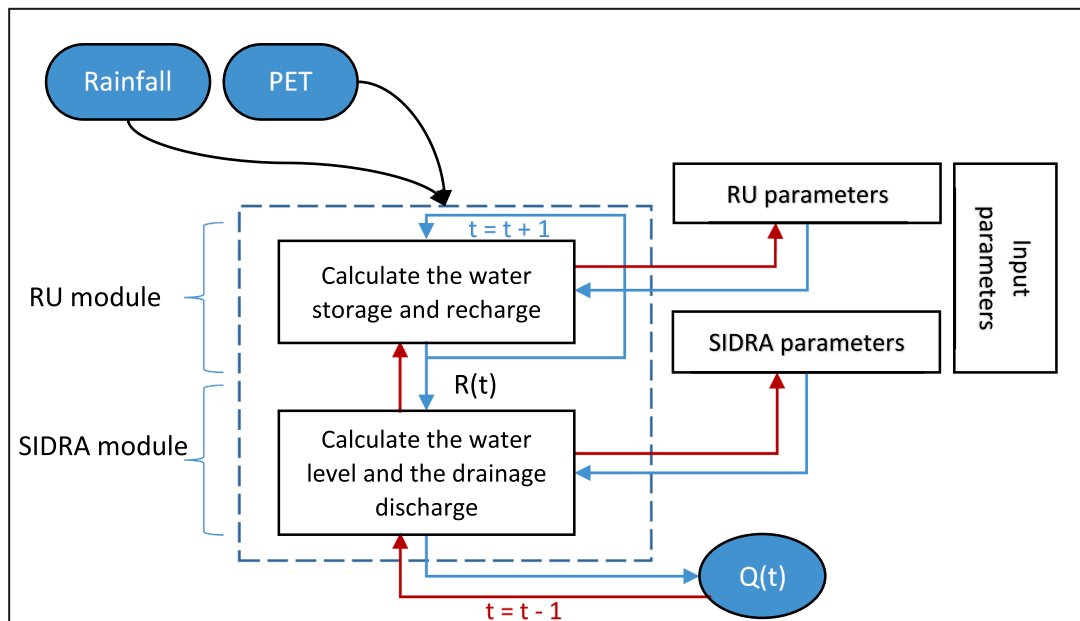 Rainfall
PET
t = t + 1
RU module
Calculate the water
storage and recharge
RU parameters
Input
parameters
SIDRA parameters
R(t)
SIDRA module
Calculate the water
level and the drainage
discharge
Q(t)
t = t - 1